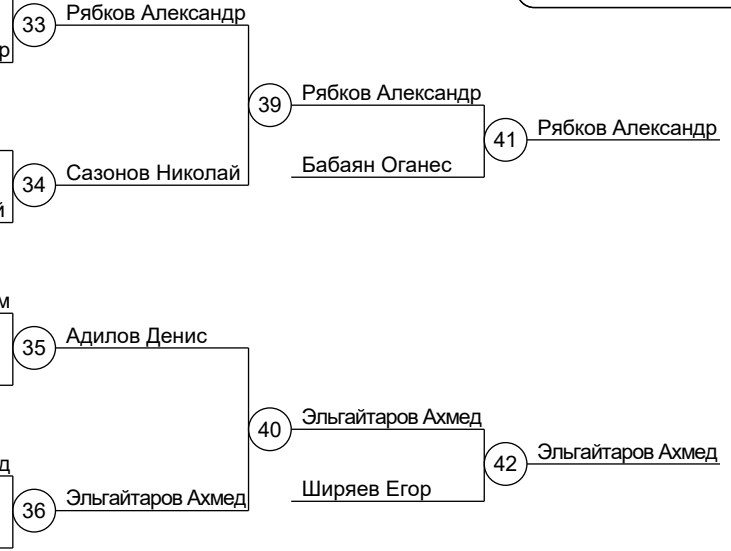 Рябков Александр
33
р
39
Рябков Александр
41
Рябков Александр
Бабаян Оганес
Сазонов Николай
34
й
м
Адилов Денис
35
Эльгайтаров Ахмед
40
Эльгайтаров Ахмед
42
д
Ширяев Егор
Эльгайтаров Ахмед
36